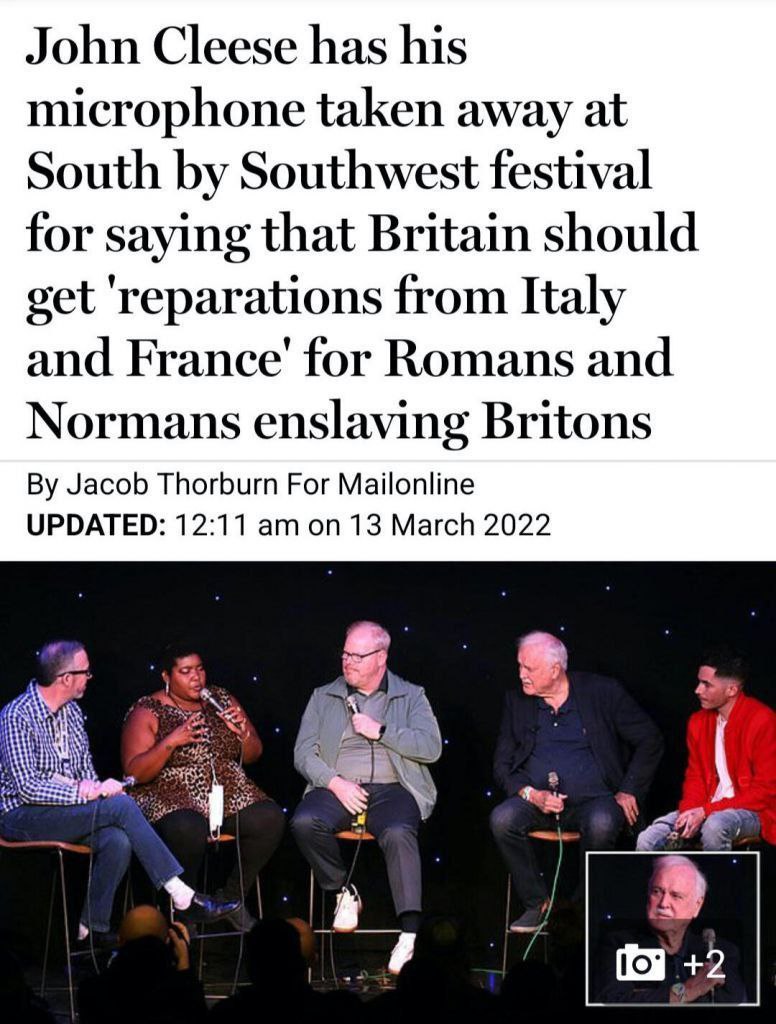 John Cleese has his
microphone taken away at
South by Southwest festival
for saying that Britain should
get 'reparations from Italy
and France' for Romans and
Normans enslaving Britons
By Jacob Thorburn For Mailonline
UPDATED: 12:11 am on 13 March 2022
+2